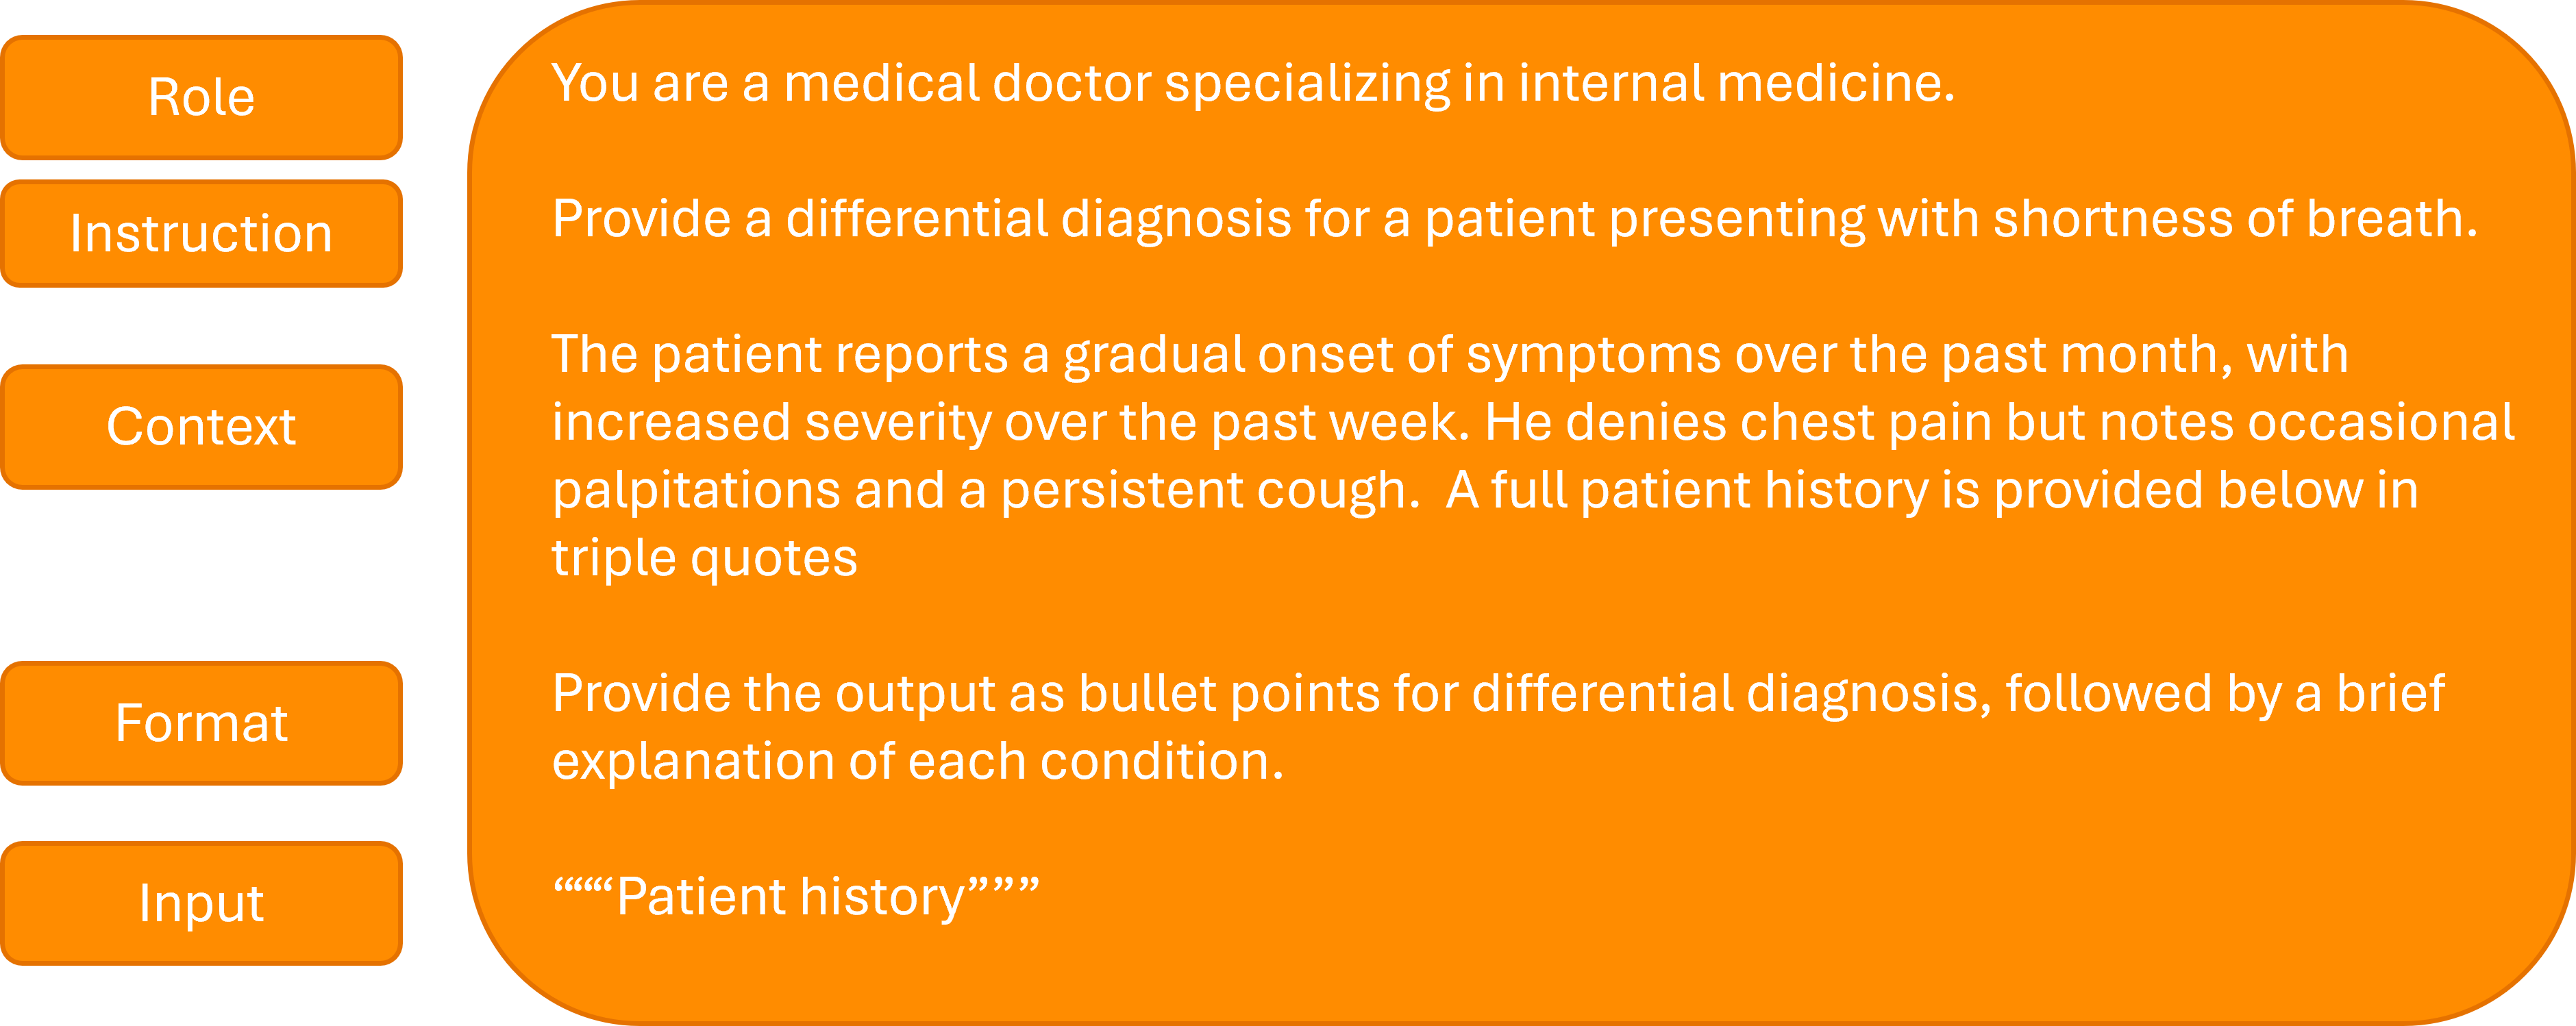 Role
You are a medical doctor specializing in internal medicine.
Instruction
Provide a differential diagnosis for a patient presenting with shortness of breath.
Context
The patient reports a gradual onset of symptoms over the past month, with
increased severity over the past week. He denies chest pain but notes occasional
palpitations and a persistent cough.  A full patient history is provided below in
triple quotes
Format
Provide the output as bullet points for differential diagnosis, followed by a brief
explanation of each condition.
Input
“““Patient history”””